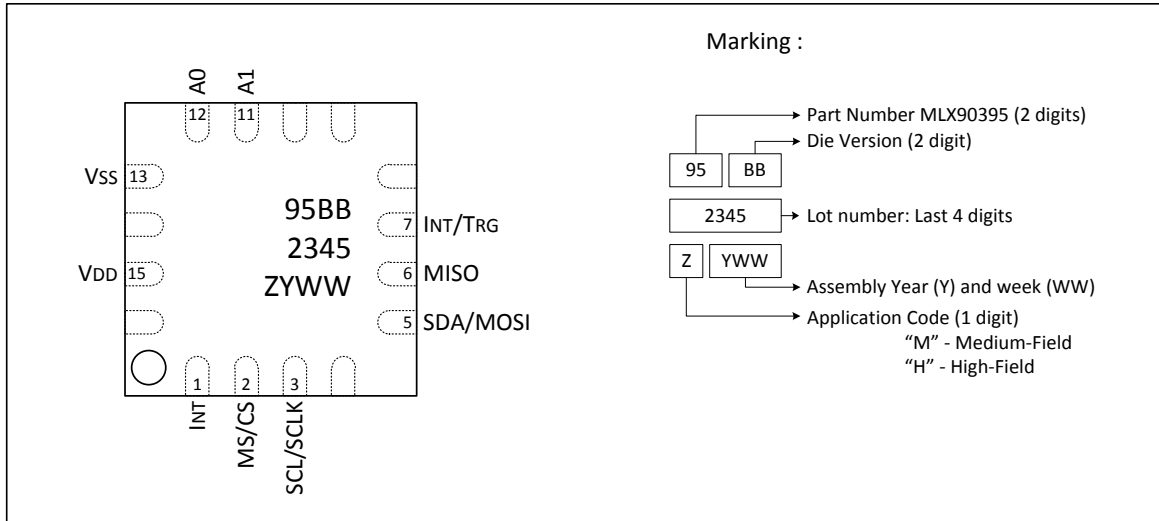 Marking :
A0
A1
12
11
VSS 13
VDD 15
95BB
2345
ZYWW
7 INT/TRG
6 MISO
5 SDA/MOSI
1
2
3
INT
MS/CS
SCL/SCLK
Part Number MLX90395 (2 digits)
Die Version (2 digit)
95 BB
2345
Lot number: Last 4 digits
Z YWW
Assembly Year (Y) and week (WW)
Application Code (1 digit)
“M” - Medium-Field
“H” - High-Field